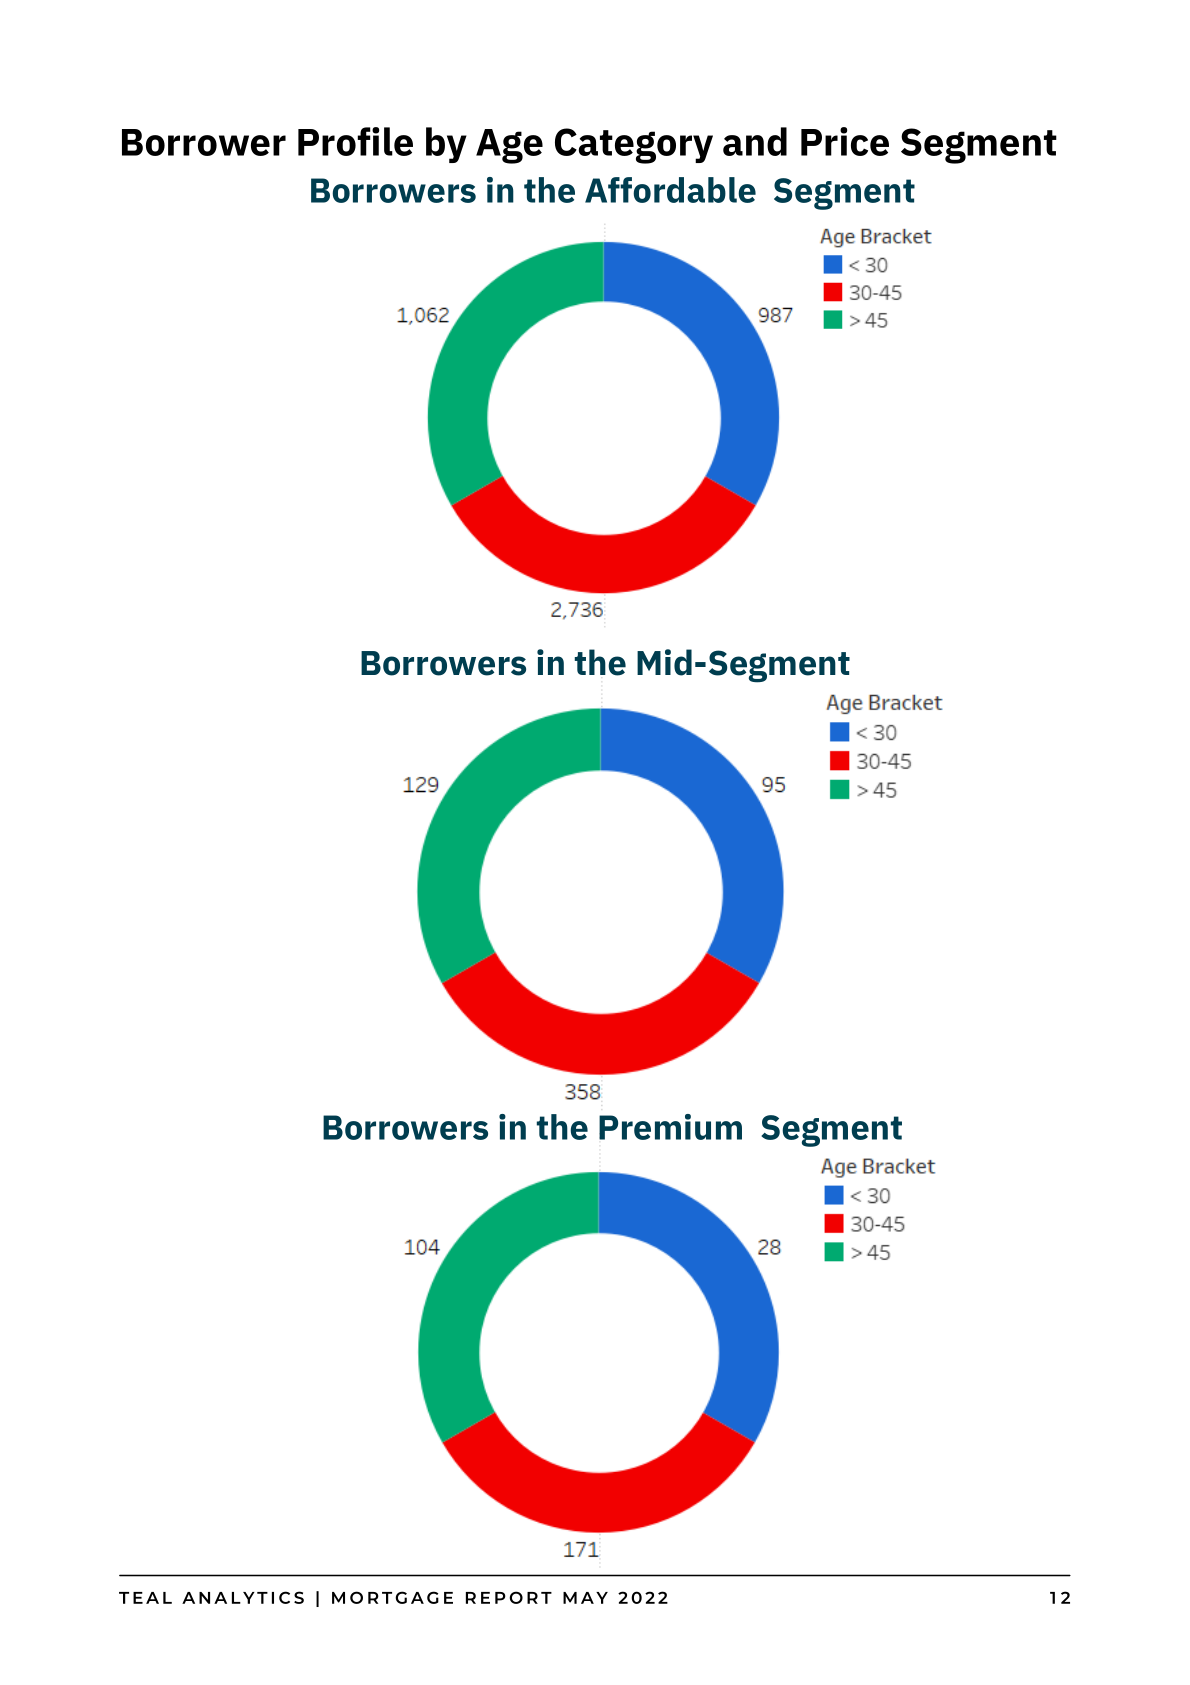 Borrower Profile by Age Category and Price Segment
Borrowers in the Affordable Segment
Age Bracket
< 30
30-45
> 45
1,062
987
2,736
Borrowers in the Mid-Segment
Age Bracket
< 30
30-45
> 45
129
95
358
Borrowers in the Premium Segment
Age Bracket
< 30
30-45
> 45
104
28
171
TEAL ANALYTICS | MORTGAGE REPORT MAY 2022
12